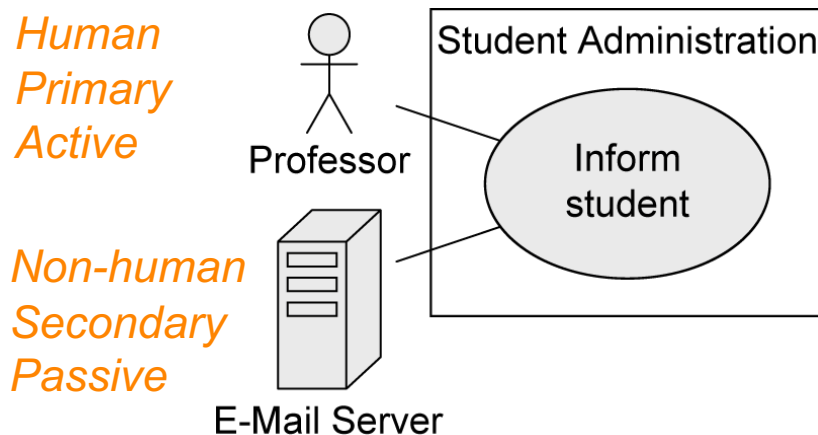 Human
Primary
Active
Professor
Student Administration
Inform
student
Non-human
Secondary
Passive
E-Mail Server